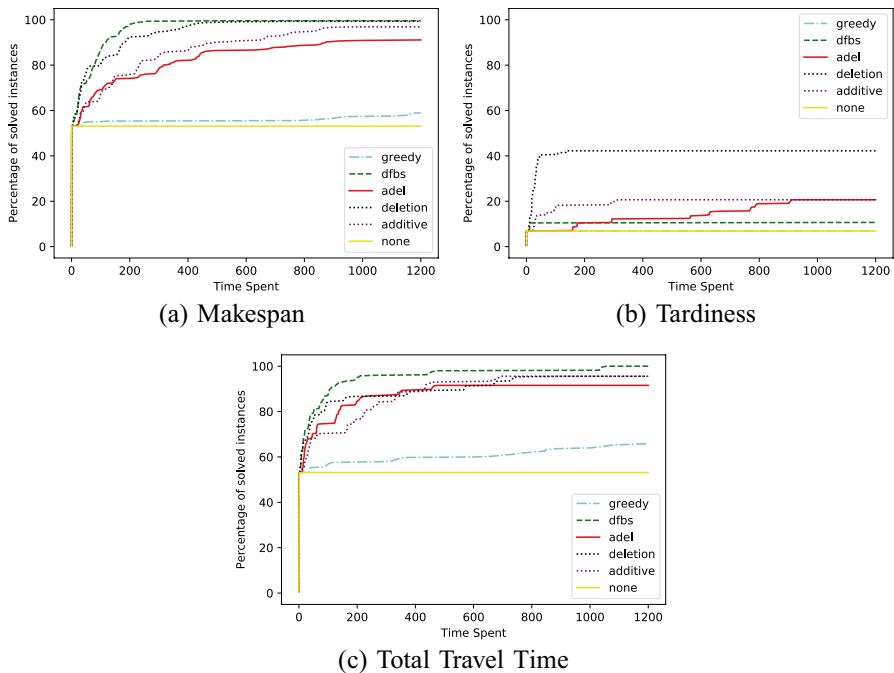 100
80
60
40
20
0
Percentage of solved instances
greedy
dfbs
adel
deletion
additive
none
0 200 400 600 800 1000 1200
Time Spent
(a) Makespan
100
80
60
40
20
0
Percentage of solved instances
greedy
dfbs
adel
deletion
additive
none
0 200 400 600 800 1000 1200
Time Spent
(b) Tardiness
100
80
60
40
20
0
Percentage of solved instances
greedy
dfbs
adel
deletion
additive
none
0 200 400 600 800 1000 1200
Time Spent
(c) Total Travel Time